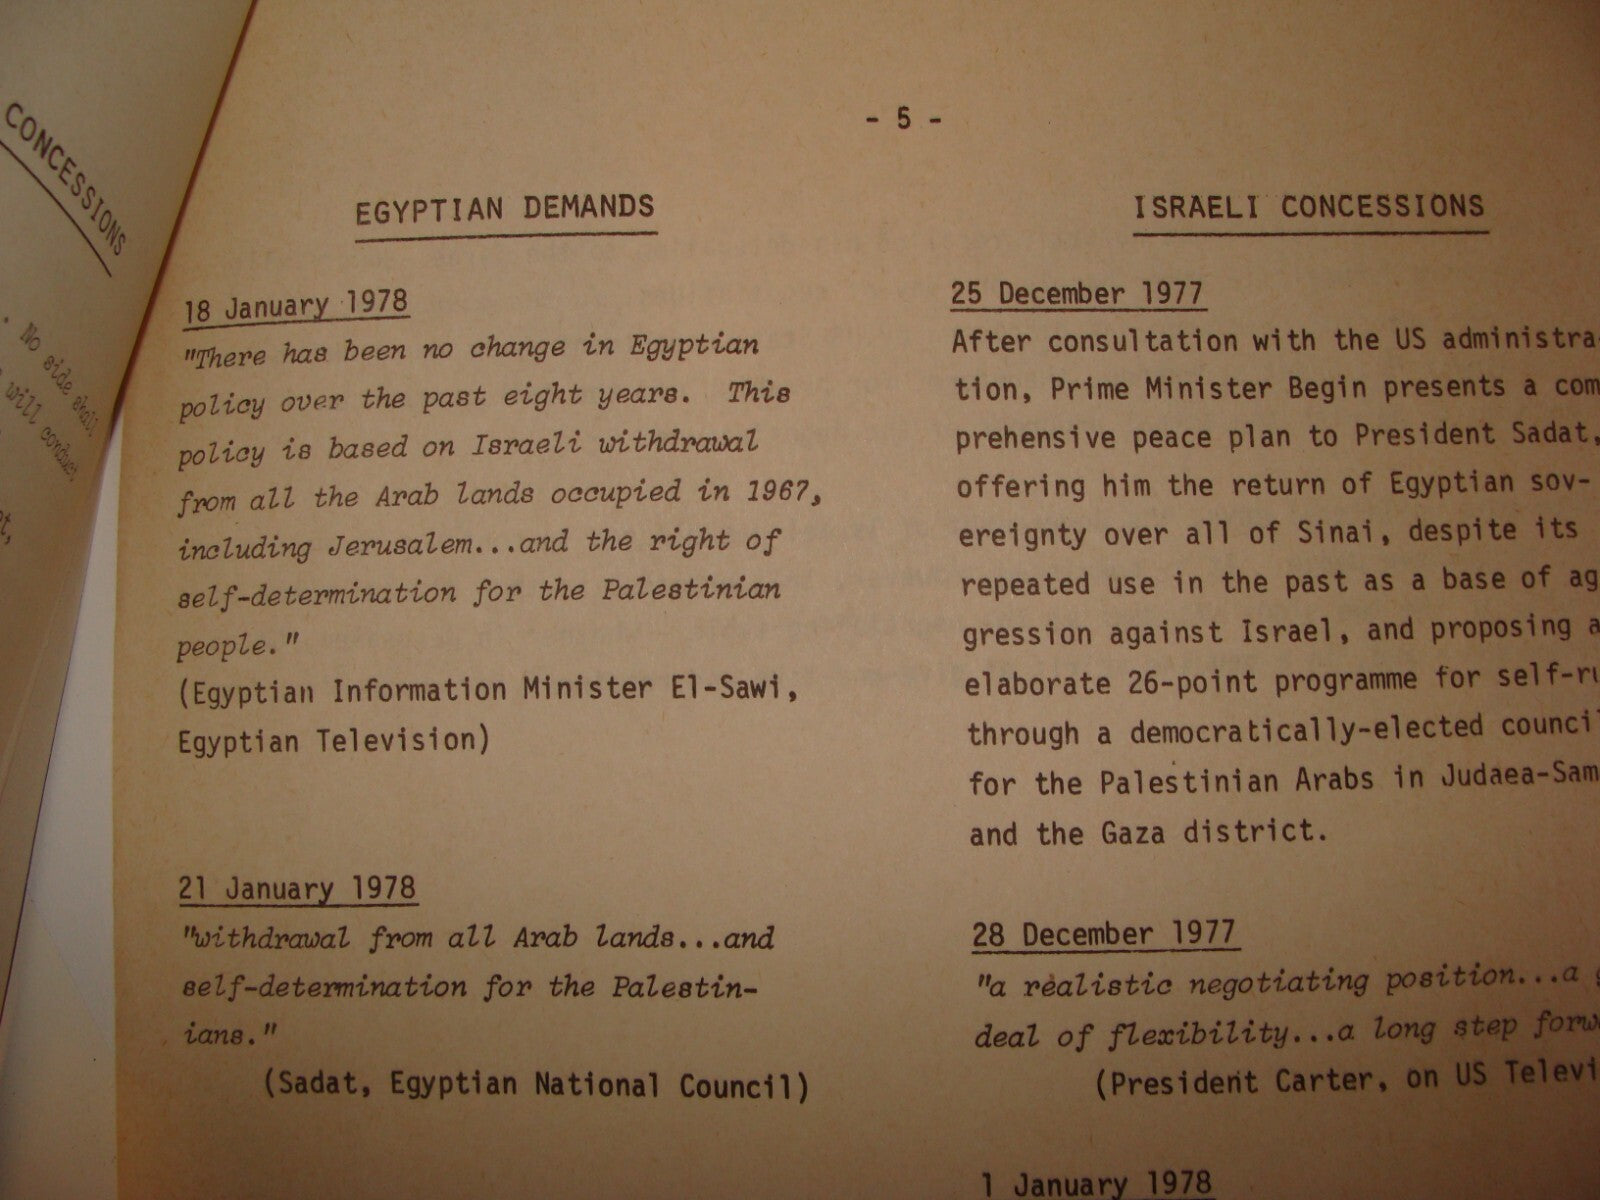 CONCESSIONS
. No side shall
will conduct
- 5 -
EGYPTIAN DEMANDS
18 January 1978
"There has been no change in Egyptian
policy over the past eight years. This
policy is based on Israeli withdrawal
from all the Arab lands occupied in 1967,
including Jerusalem...and the right of
self-determination for the Palestinian
people."
(Egyptian Information Minister El-Sawi,
Egyptian Television)
21 January 1978
"withdrawal from all Arab lands...and
self-determination for the Palestin-
ians."
(Sadat, Egyptian National Council)
ISRAELI CONCESSIONS
25 December 1977
After consultation with the US administra-
tion, Prime Minister Begin presents a com
prehensive peace plan to President Sadat,
offering him the return of Egyptian sov-
ereignty over all of Sinai, despite its
repeated use in the past as a base of ag
gression against Israel, and proposing a
elaborate 26-point programme for self-ru
through a democratically-elected counci
for the Palestinian Arabs in Judaea-Sam
and the Gaza district.
28 December 1977
"a realistic negotiating position...a
deal of flexibility...a long step forw
(President Carter, on US Televi
1 January 1978